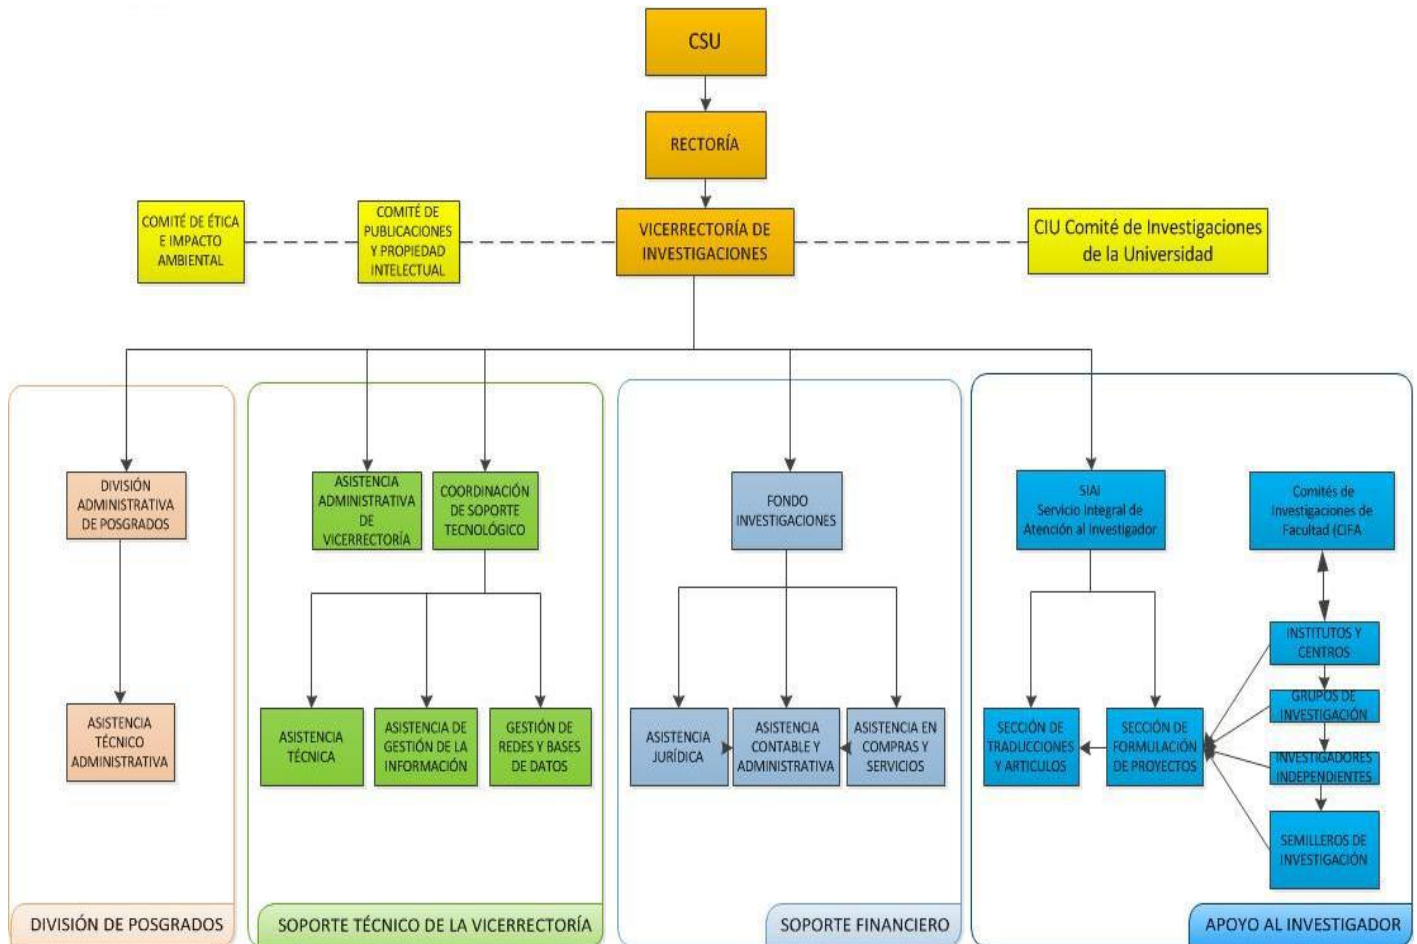 CSU
RECTORÍA
COMITÉ DE ÉTICA
E IMPACTO
AMBIENTAL
COMITÉ DE
PUBLICACIONES
Y PROPIEDAD
INTELECTUAL
VICERRECTORÍA DE
INVESTIGACIONES
CIU Comité de Investigaciones
de la Universidad
DIVISIÓN
ADMINISTRATIVA
DE POSGRADOS
ASISTENCIA
ADMINISTRATIVA
DE
VICERRECTORÍA
COORDINACIÓN
DE SOPORTE
TECNOLÓGICO
FONDO
INVESTIGACIONES
SIAI
Servicio Integral de
Atención al Investigador
Comités de
Investigaciones de
Facultad (CIFA
INSTITUTOS Y
CENTROS
GRUPOS DE
INVESTIGACIÓN
INVESTIGADORES
INDEPENDIENTES
SEMILLEROS DE
INVESTIGACIÓN
ASISTENCIA
TÉCNICO
ADMINISTRATIVA
ASISTENCIA
TÉCNICA
ASISTENCIA DE
GESTIÓN DE LA
INFORMACIÓN
GESTIÓN DE
REDES Y BASES
DE DATOS
ASISTENCIA
JURÍDICA
ASISTENCIA
CONTABLE Y
ADMINISTRATIVA
ASISTENCIA EN
COMPRAS Y
SERVICIOS
SECCIÓN DE
TRADUCCIONES
Y ARTICULOS
SECCIÓN DE
FORMULACIÓN
DE PROYECTOS
DIVISIÓN DE POSGRADOS
SOPORTE TÉCNICO DE LA VICERRECTORÍA
SOPORTE FINANCIERO
APOYO AL INVESTIGADOR